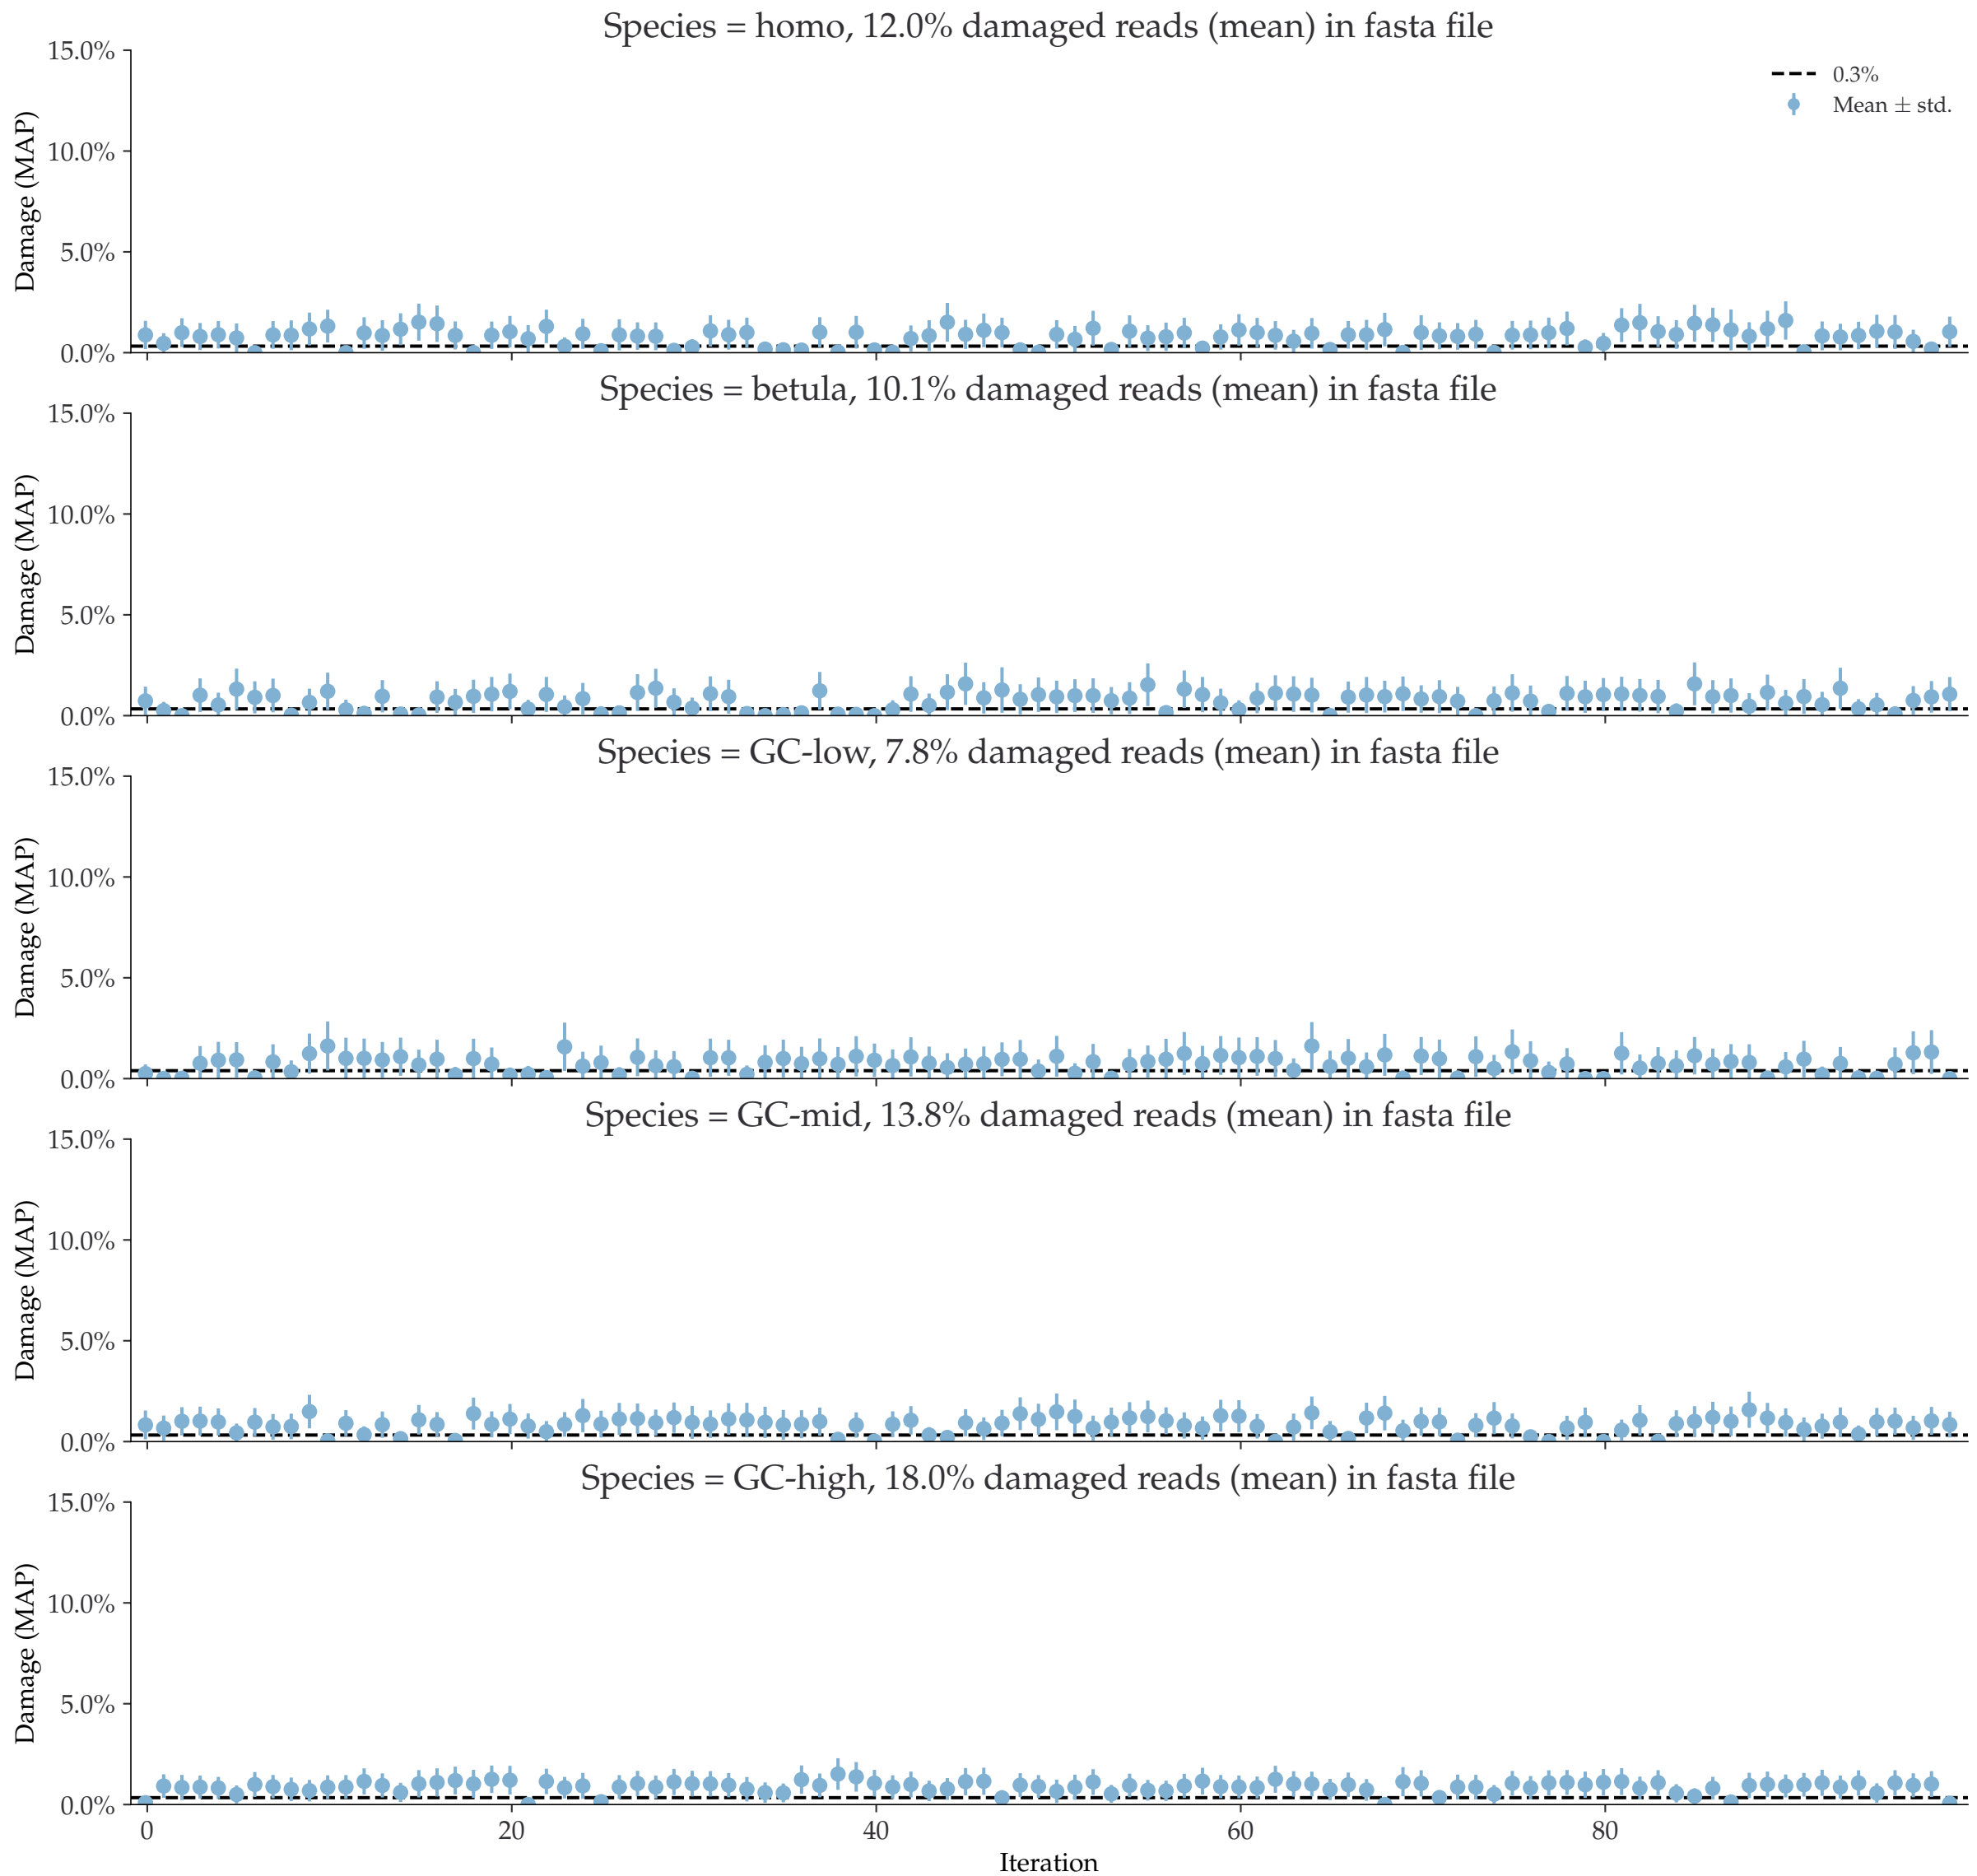 Species = homo, 12.0% damaged reads (mean) in fasta file
15.0%
10.0%
5.0%
0.0%
Damage (MAP)
0.3%
Mean ± std.
Species = betula, 10.1% damaged reads (mean) in fasta file
15.0%
10.0%
5.0%
0.0%
Damage (MAP)
Species = GC-low, 7.8% damaged reads (mean) in fasta file
15.0%
10.0%
5.0%
0.0%
Damage (MAP)
Species = GC-mid, 13.8% damaged reads (mean) in fasta file
15.0%
10.0%
5.0%
0.0%
Damage (MAP)
Species = GC-high, 18.0% damaged reads (mean) in fasta file
15.0%
10.0%
5.0%
0.0%
Damage (MAP)
0 20 40 60 80
Iteration